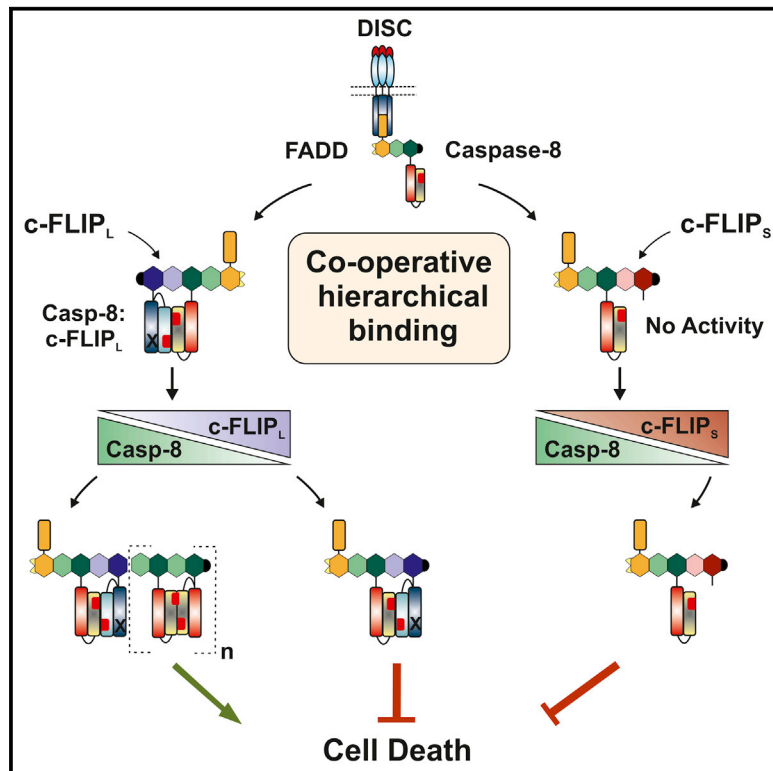 DISC
FADD
Caspase-8
c-FLIPL
c-FLIPS
Co-operative
hierarchical
binding
Casp-8:
c-FLIPL
X
No Activity
c-FLIPL
Casp-8
c-FLIPS
Casp-8
X
n
X
Cell Death